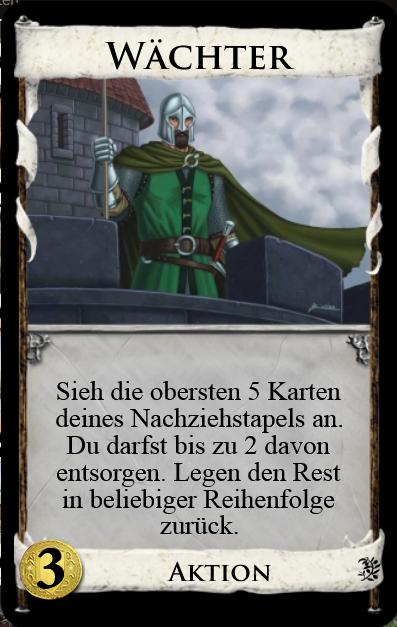 WÄCHTER
Sieh die obersten 5 Karten
deines Nachziehstapels an.
Du darfst bis zu 2 davon
entsorgen. Legen den Rest
in beliebiger Reihenfolge
zurück.
3
AKTION